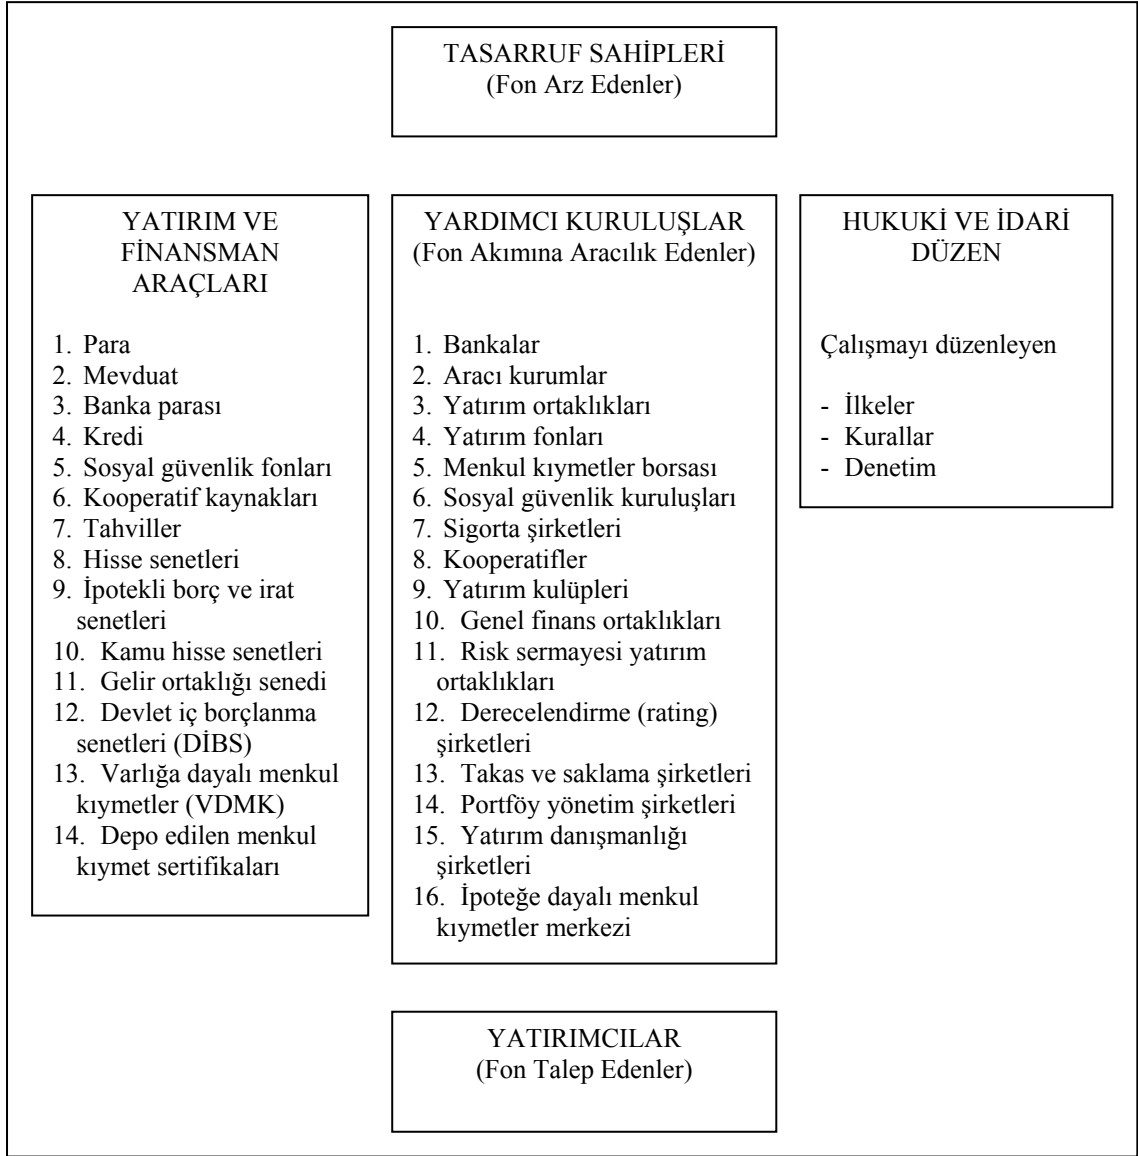 TASARRUF SAHİPLERİ
(Fon Arz Edenler)
YATIRIM VE
FİNANSMAN
ARAÇLARI
1. Para
2. Mevduat
3. Banka parası
4. Kredi
5. Sosyal güvenlik fonları
6. Kooperatif kaynakları
7. Tahviller
8. Hisse senetleri
9. İpotekli borç ve irat
senetleri
10. Kamu hisse senetleri
11. Gelir ortaklığı senedi
12. Devlet iç borçlanma
senetleri (DİBS)
13. Varlığa dayalı menkul
kıymetler (VDMK)
14. Depo edilen menkul
kıymet sertifikaları
YARDIMCI KURULUŞLAR
(Fon Akımına Aracılık Edenler)
1. Bankalar
2. Aracı kurumlar
3. Yatırım ortaklıkları
4. Yatırım fonları
5. Menkul kıymetler borsası
6. Sosyal güvenlik kuruluşları
7. Sigorta şirketleri
8. Kooperatifler
9. Yatırım kulüpleri
10. Genel finans ortaklıkları
11. Risk sermayesi yatırım
ortaklıkları
12. Derecelendirme (rating)
şirketleri
13. Takas ve saklama şirketleri
14. Portföy yönetim şirketleri
15. Yatırım danışmanlığı
şirketleri
16. İpoteğe dayalı menkul
kıymetler merkezi
HUKUKİ VE İDARİ
DÜZEN
Çalışmayı düzenleyen
- İlkeler
- Kurallar
- Denetim
YATIRIMCILAR
(Fon Talep Edenler)